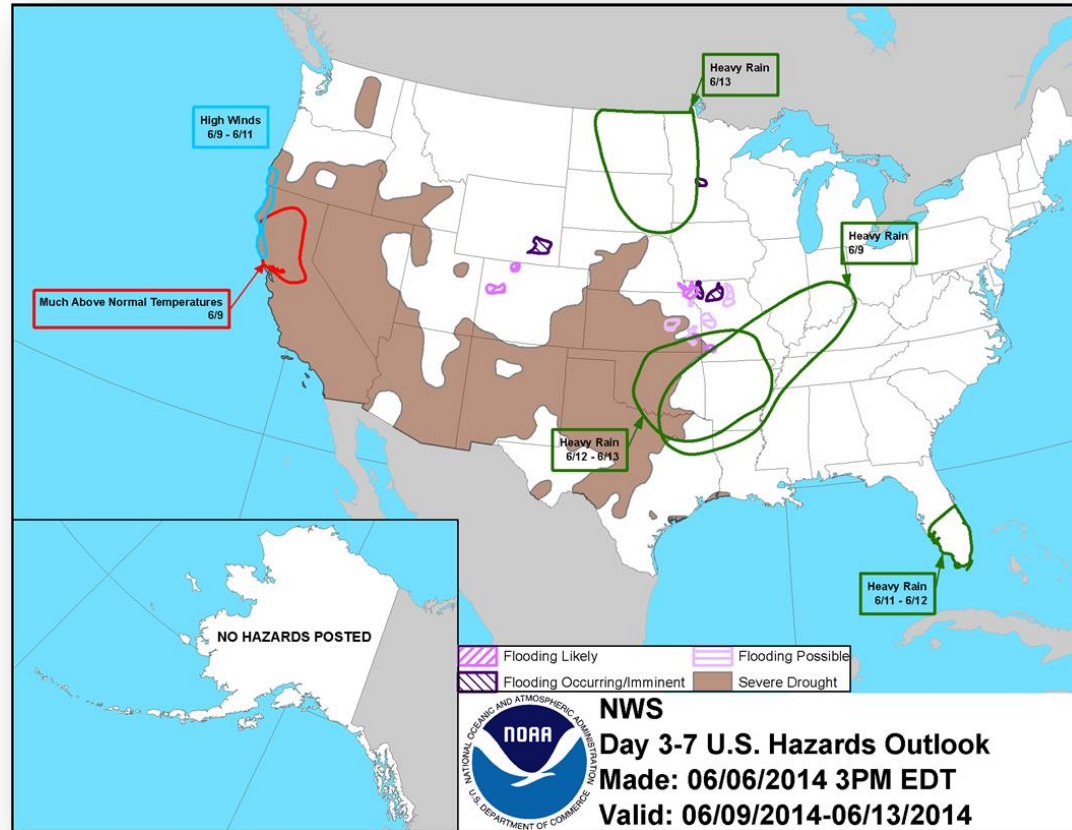 Heavy Rain
6/13
High Winds
6/9 - 6/11
Heavy Rain
6/9
Much Above Normal Temperatures
6/9
Heavy Rain
6/12 - 6/13
Heavy Rain
6/11 - 6/12
NO HAZARDS POSTED
Flooding Likely
Flooding Possible
Flooding Occurring/Imminent
Severe Drought
NATIONAL OCEANIC AND ATMOSPHERIC ADMINISTRATION
NOAA
U.S. DEPARTMENT OF COMMERCE
NWS
Day 3-7 U.S. Hazards Outlook
Made: 06/06/2014 3PM EDT
Valid: 06/09/2014-06/13/2014